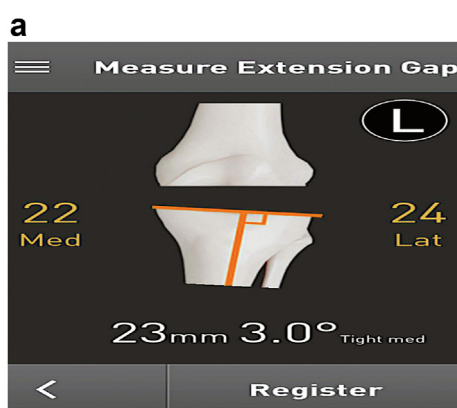 a
Measure Extension Gap
L
22
Med
24
Lat
23mm 3.0° Tight med
< Register